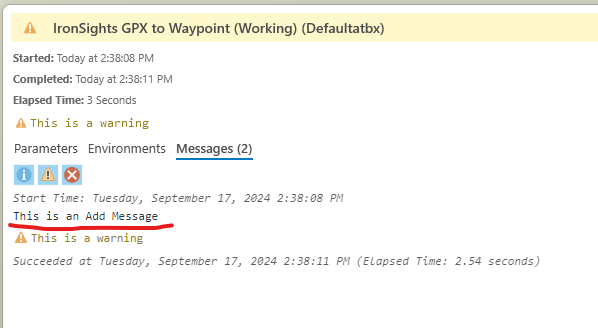 IronSights GPX to Waypoint (Working) (Defaultatbx)
Started: Today at 2:38:08 PM
Completed: Today at 2:38:11 PM
Elapsed Time: 3 Seconds
This is a warning
Parameters Environments Messages (2)
Start Time: Tuesday, September 17, 2024 2:38:08 PM
This is an Add Message
This is a warning
Succeeded at Tuesday, September 17, 2024 2:38:11 PM (Elapsed Time: 2.54 seconds)